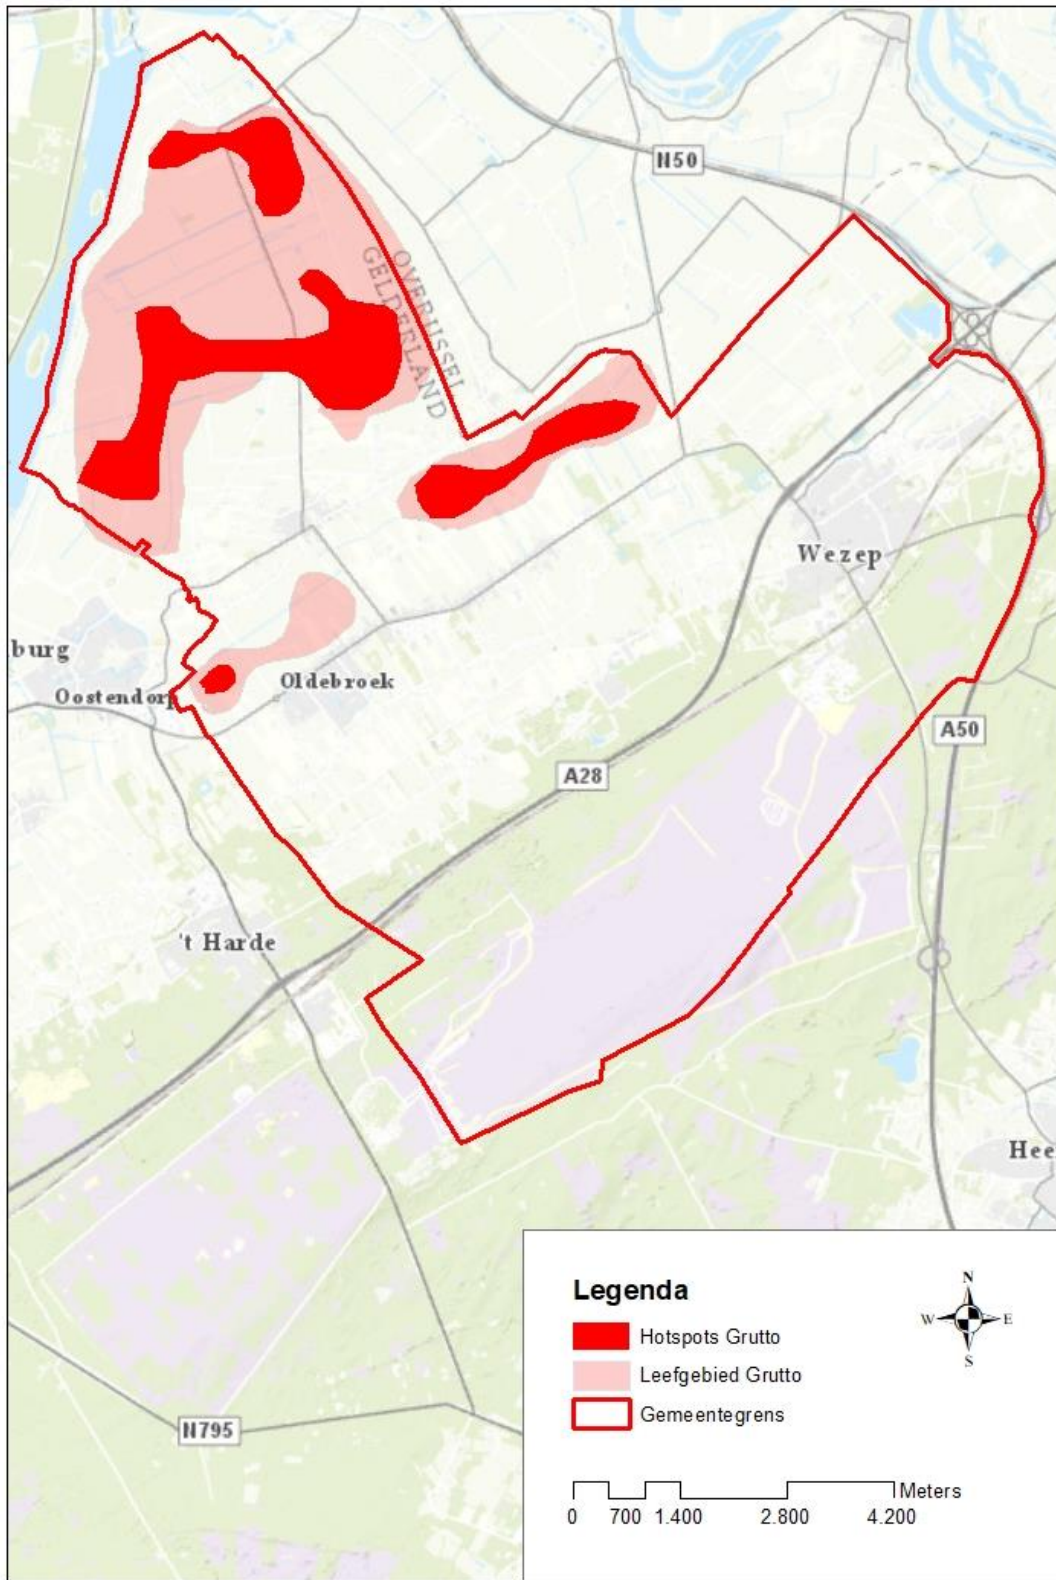 N50
OVERIJSSEL
GELDERLAND
Wezep
burg
Oostendorp
Oldebroek
A50
A28
't Harde
Hee
N795
Legenda
N
W E
S
Hotspots Grutto
Leefgebied Grutto
Gemeentegrens
Meters
0 700 1.400 2.800 4.200